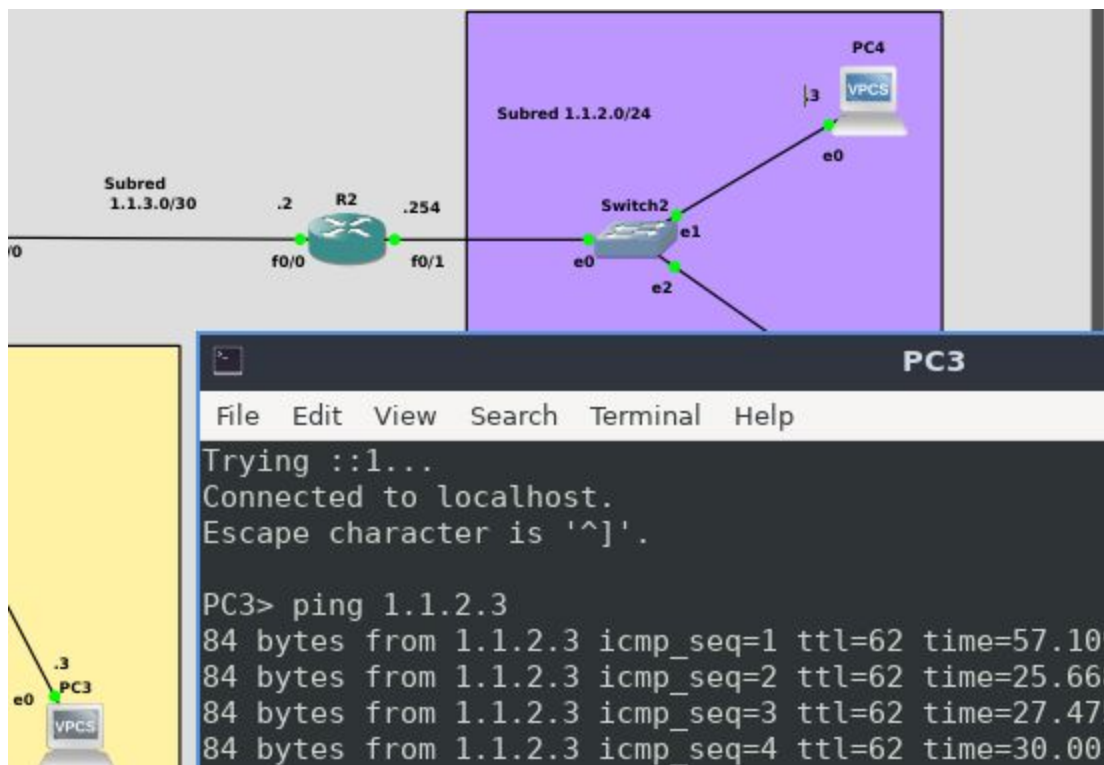 PC4
.3
VPCS
Subred 1.1.2.0/24
e0
Subred
1.1.3.0/30
.2
R2
.254
Switch2
e1
/0
f0/0
f0/1
e0
e2
PC3
File Edit View Search Terminal Help
Trying ::1...
Connected to localhost.
Escape character is '^]'.
PC3> ping 1.1.2.3
84 bytes from 1.1.2.3 icmp_seq=1 ttl=62 time=57.10
84 bytes from 1.1.2.3 icmp_seq=2 ttl=62 time=25.66
84 bytes from 1.1.2.3 icmp_seq=3 ttl=62 time=27.47
84 bytes from 1.1.2.3 icmp_seq=4 ttl=62 time=30.00
.3
e0
PC3
VPCS